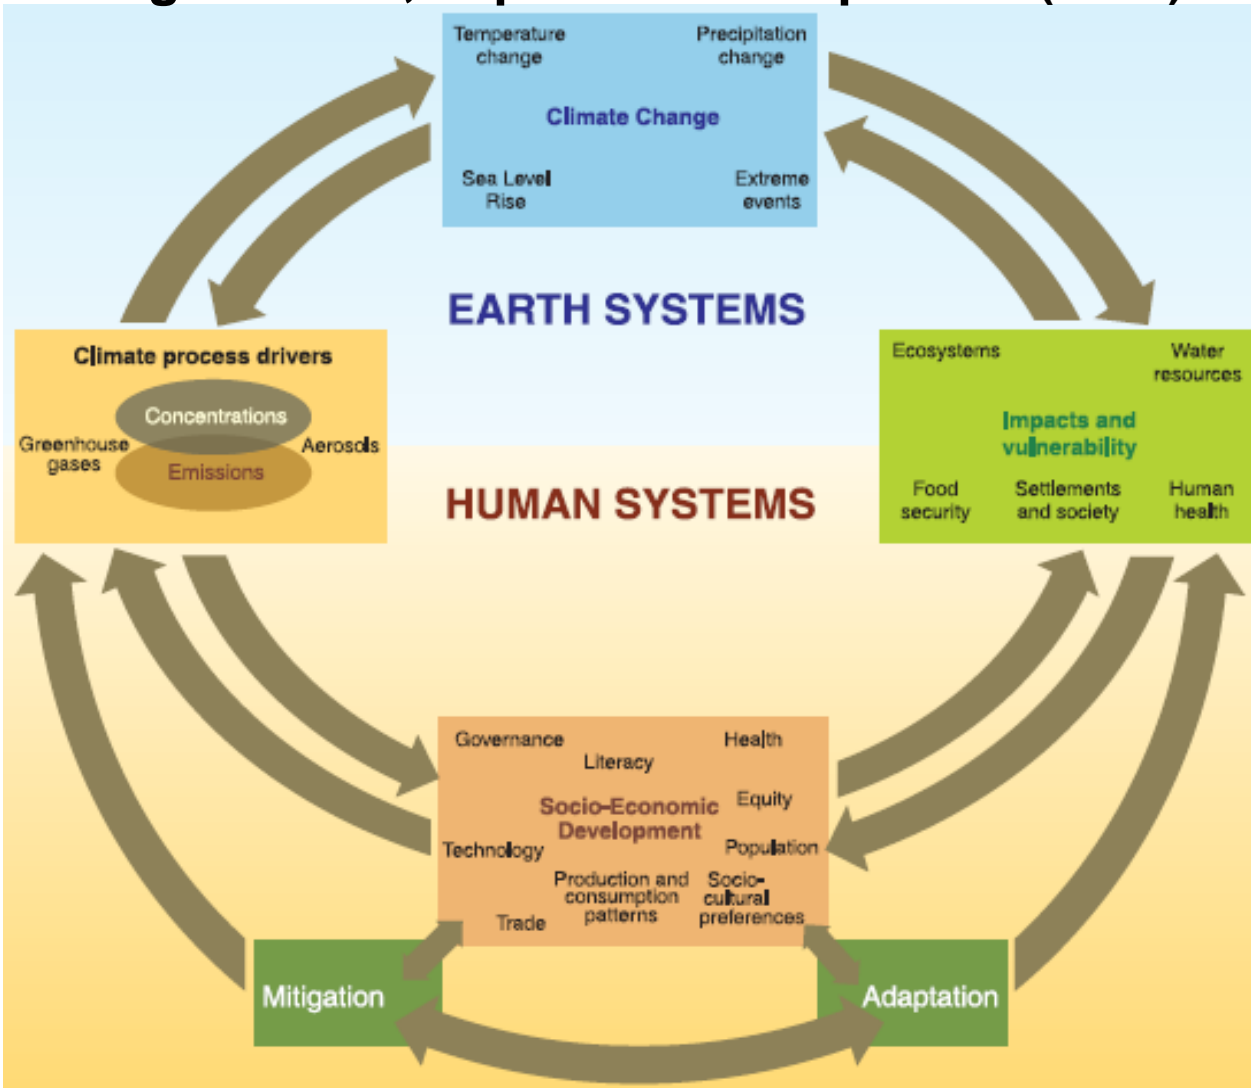 Temperature
change
Precipitation
change
Climate Change
Sea Level
Rise
Extreme
events
EARTH SYSTEMS
Climate process drivers
Concentrations
Greenhouse
gases
Aerosols
Emissions
Ecosystems
Water
resources
Impacts and
vulnerability
Food
security
Settlements
and society
Human
health
HUMAN SYSTEMS
Governance
Literacy
Health
Socio-Economic
Development
Equity
Technology
Population
Production and
consumption
patterns
Socio-
cultural
preferences
Trade
Mitigation
Adaptation